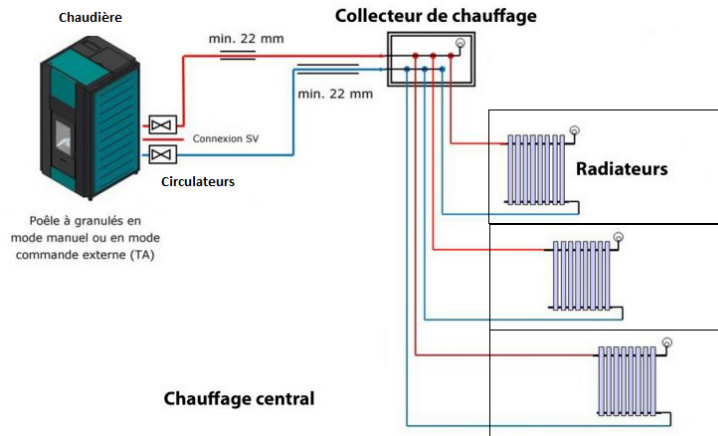 Chaudière
Collecteur de chauffage
min. 22 mm
min. 22 mm
Connexion SV
Circulateurs
Radiateurs
Poêle à granulés en
mode manuel ou en mode
commande externe (TA)
Chauffage central